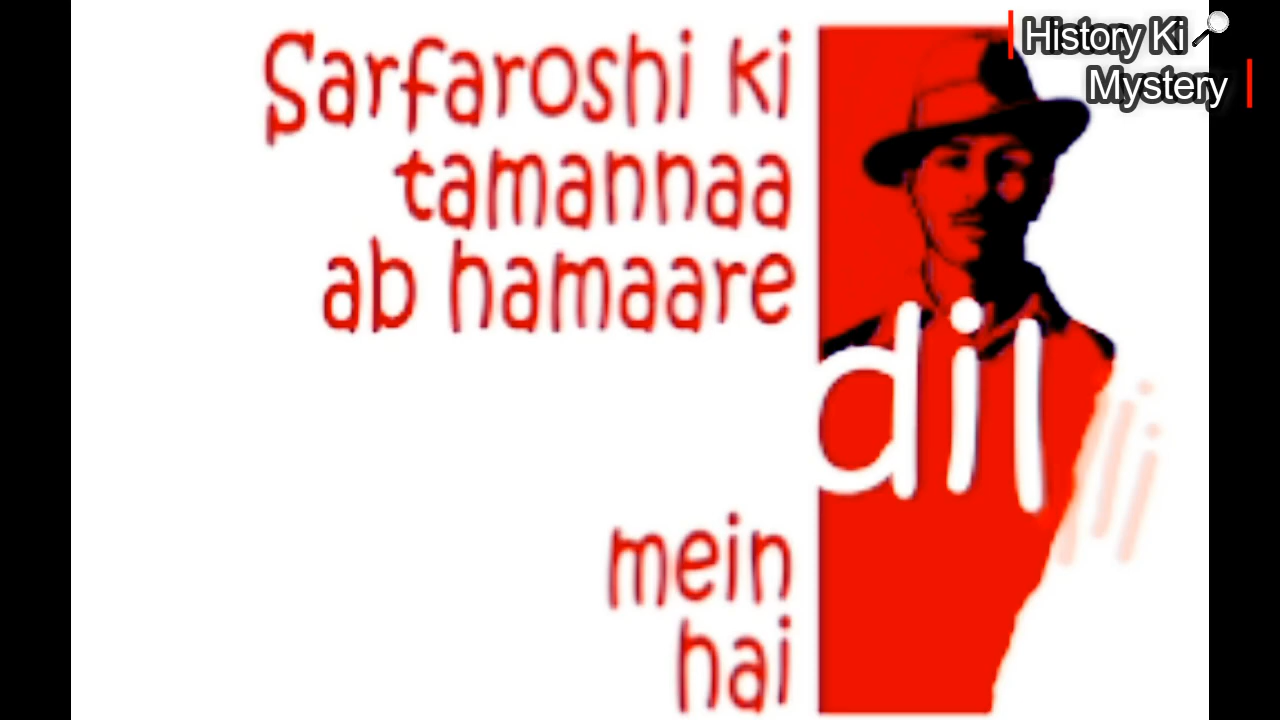 Sarfaroshi ki
tamannaa
ab hamaare
dil
mein
hai
History Ki
Mystery